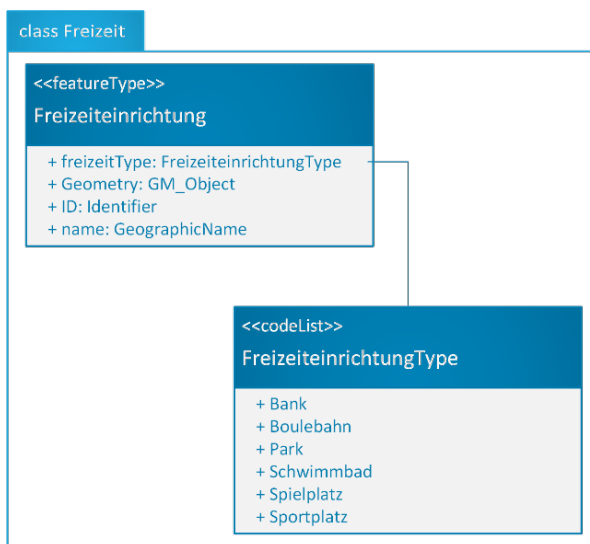 class Freizeit
<<featureType>>
Freizeiteinrichtung
+ freizeitType: FreizeiteinrichtungType
+ Geometry: GM_Object
+ ID: Identifier
+ name: GeographicName
<<codeList>>
FreizeiteinrichtungType
+ Bank
+ Boulebahn
+ Park
+ Schwimmbad
+ Spielplatz
+ Sportplatz